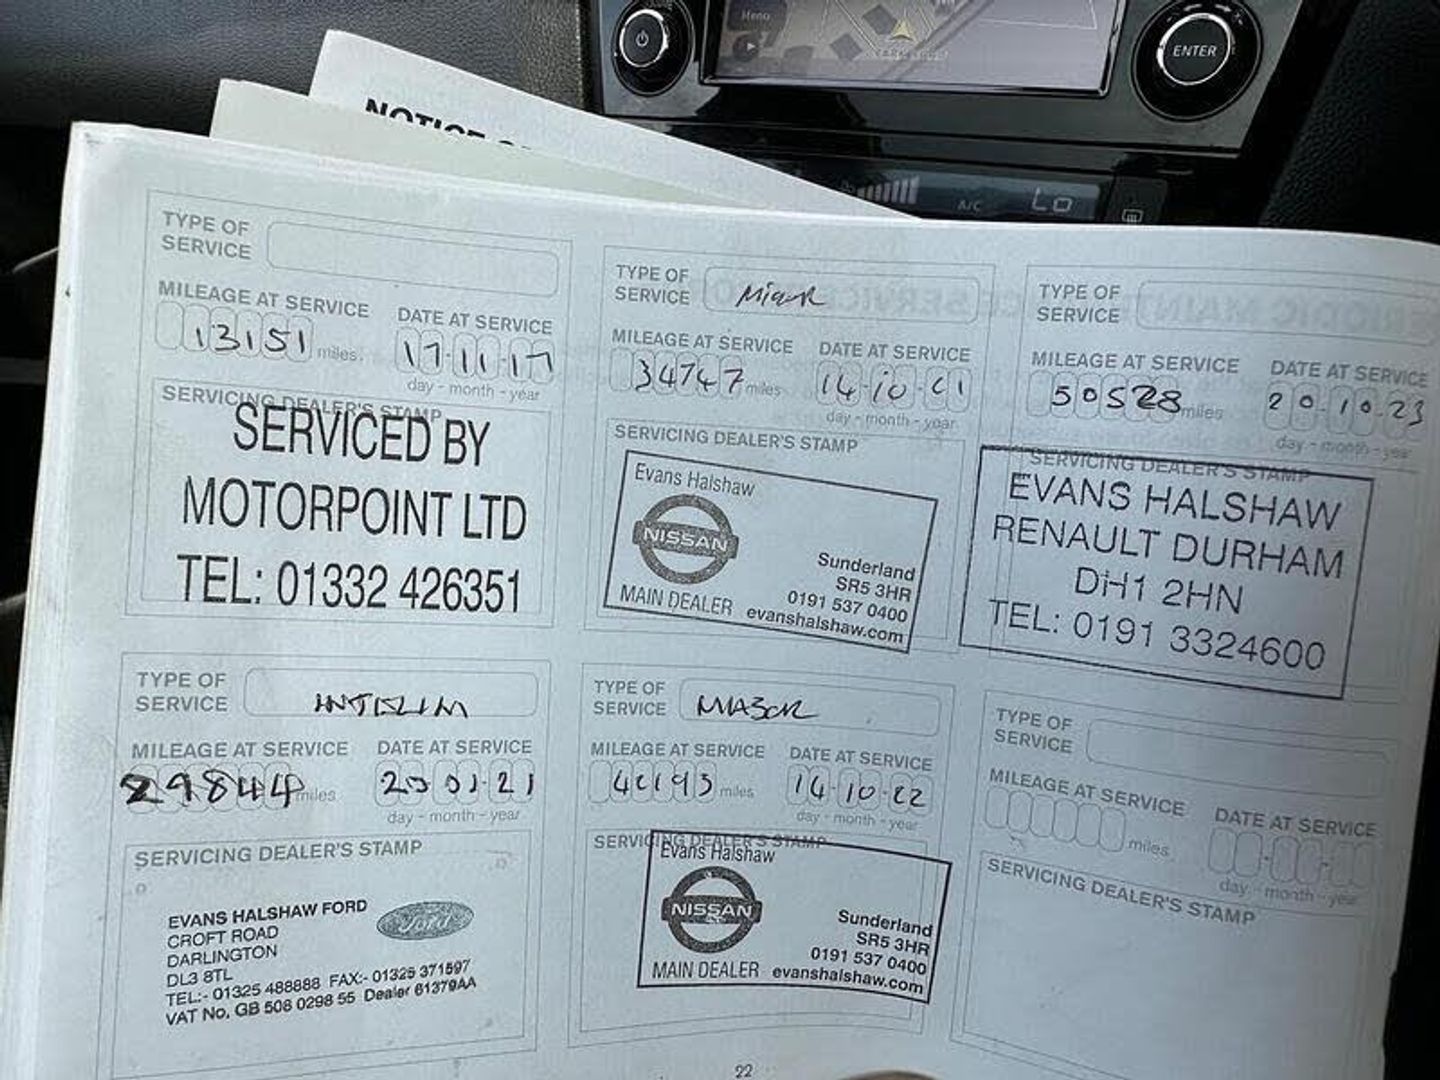 Menu
ENTER
A/C
Lo
NOTICE
TYPE OF
SERVICE
MILEAGE AT SERVICE
DATE AT SERVICE
13151 miles
17-11-17
day - month - year
SERVICING DEALER'S STAMP
SERVICED BY
MOTORPOINT LTD
TEL: 01332 426351
TYPE OF
SERVICE
MINOR
MILEAGE AT SERVICE
DATE AT SERVICE
34747 miles
14-10-21
day - month - year
SERVICING DEALER'S STAMP
Evans Halshaw
NISSAN
MAIN DEALER
Sunderland
SR5 3HR
0191 537 0400
evanshalshaw.com
TYPE OF
SERVICE
MILEAGE AT SERVICE
DATE AT SERVICE
50528 miles
20-10-23
day - month - year
SERVICING DEALER'S STAMP
EVANS HALSHAW
RENAULT DURHAM
DH1 2HN
TEL: 0191 3324600
TYPE OF
SERVICE
INTERIM
MILEAGE AT SERVICE
DATE AT SERVICE
29844 miles
20-01-21
day - month - year
SERVICING DEALER'S STAMP
EVANS HALSHAW FORD
CROFT ROAD
DARLINGTON
DL3 8TL
TEL:- 01325 488888 FAX:- 01325 371597
VAT No. GB 508 0298 55 Dealer 61379AA
Ford
TYPE OF
SERVICE
MAJOR
MILEAGE AT SERVICE
DATE AT SERVICE
42193 miles
14-10-22
day - month - year
SERVICING DEALER'S STAMP
Evans Halshaw
NISSAN
MAIN DEALER
Sunderland
SR5 3HR
0191 537 0400
evanshalshaw.com
TYPE OF
SERVICE
MILEAGE AT SERVICE
DATE AT SERVICE
miles
day - month - year
SERVICING DEALER'S STAMP
22